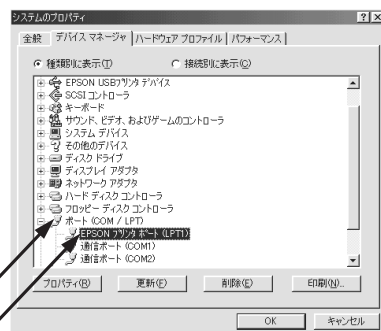 システムのプロパティ
全般 デバイス マネージャ ハードウェア プロファイル パフォーマンス
種類別に表示(T) 接続別に表示(C)
EPSON USBプリンタ デバイス
SCSI コントローラ
キーボード
サウンド、ビデオ、およびゲームのコントローラ
システム デバイス
その他のデバイス
ディスク ドライブ
ディスプレイ アダプタ
ネットワーク アダプタ
ハード ディスク コントローラ
フロッピー ディスク コントローラ
ポート (COM / LPT)
EPSON プリンタ ポート (LPT1)
通信ポート (COM1)
通信ポート (COM2)
プロパティ(R) 更新(F) 削除(E) 印刷(N)...
OK キャンセル